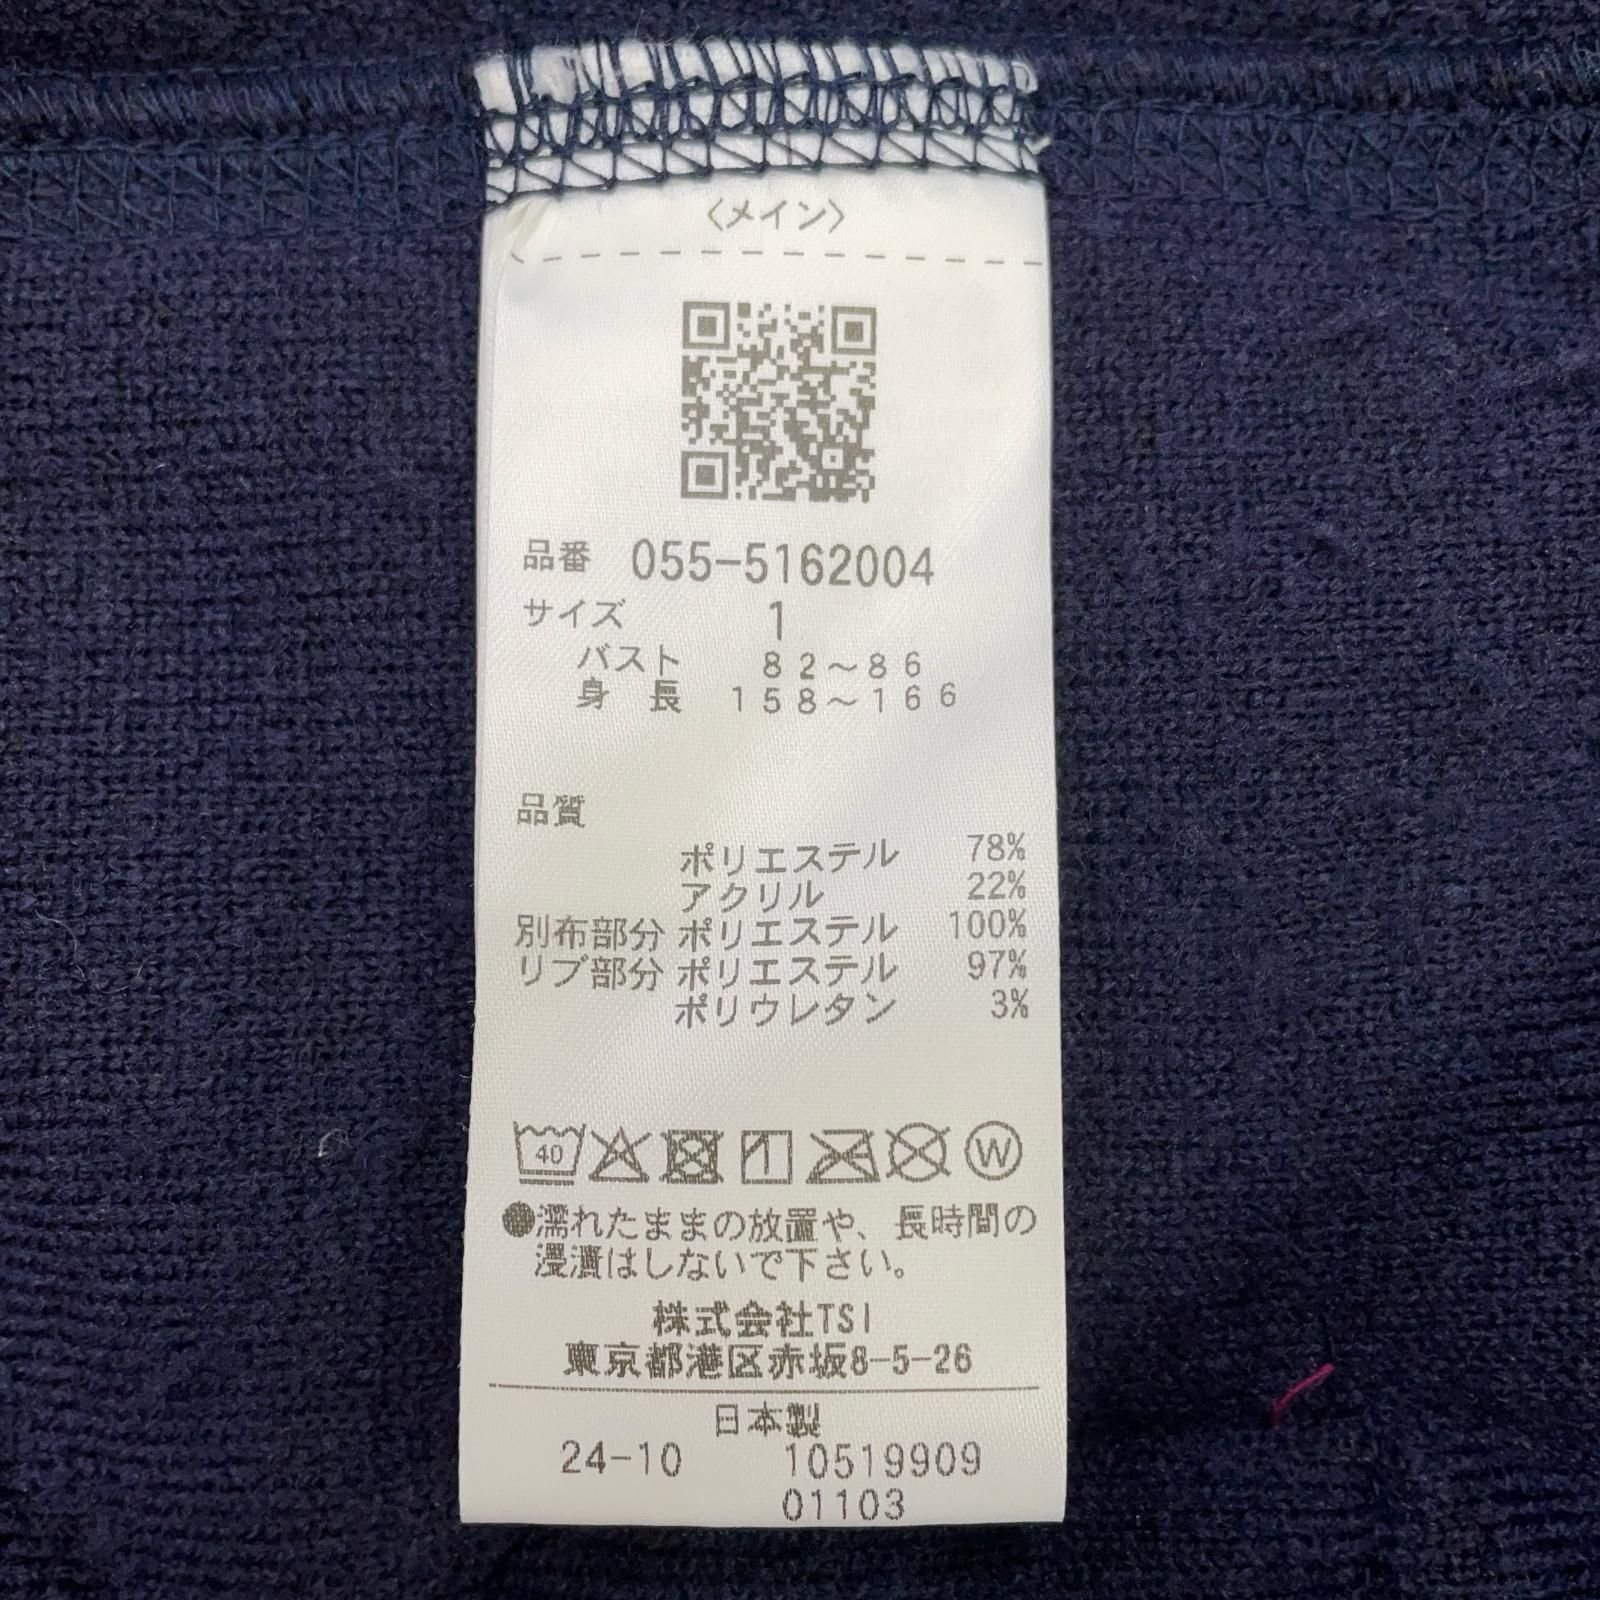 〈メイン〉
品番 055-5162004
サイズ 1
バスト 82～86
身長 158～166
品質
ポリエステル 78%
アクリル 22%
別布部分 ポリエステル 100%
リブ部分 ポリエステル 97%
ポリウレタン 3%
40 W
●濡れたままの放置や、長時間の
浸漬はしないで下さい。
株式会社TSI
東京都港区赤坂8-5-26
日本製
24-10 10519909
01103